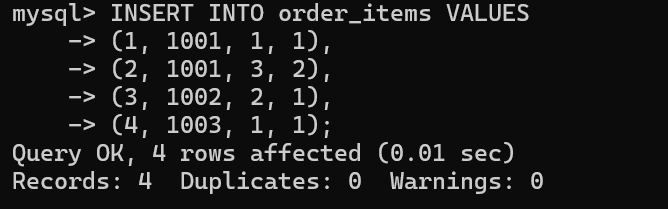 mysql> INSERT INTO order_items VALUES
    -> (1, 1001, 1, 1),
    -> (2, 1001, 3, 2),
    -> (3, 1002, 2, 1),
    -> (4, 1003, 1, 1);
Query OK, 4 rows affected (0.01 sec)
Records: 4  Duplicates: 0  Warnings: 0